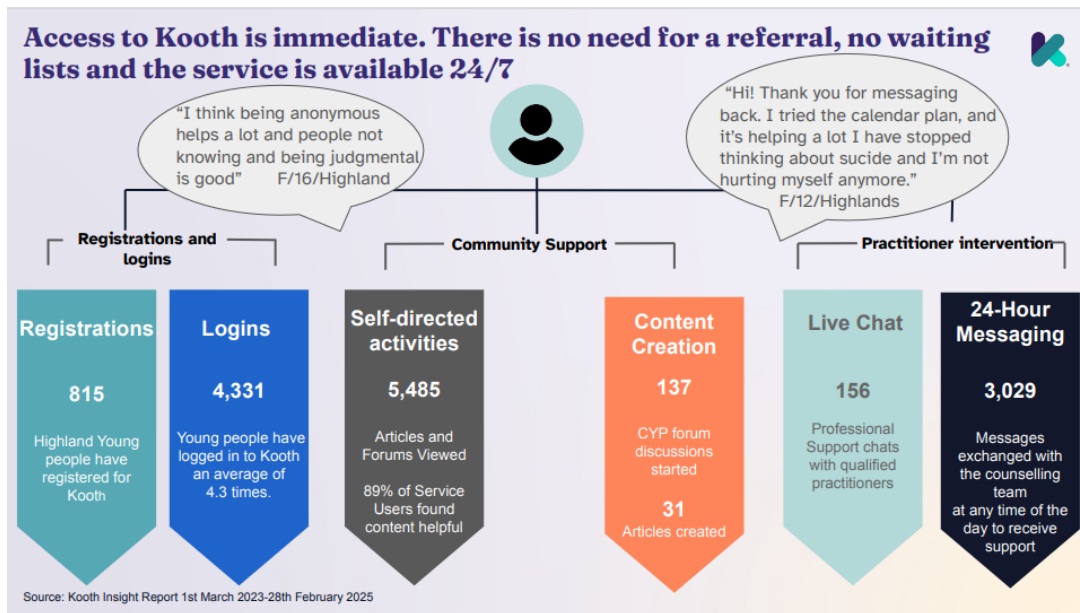 Access to Kooth is immediate. There is no need for a referral, no waiting
lists and the service is available 24/7
“I think being anonymous
helps a lot and people not
knowing and being judgmental
is good” F/16/Highland
“Hi! Thank you for messaging
back. I tried the calendar plan, and
it’s helping a lot I have stopped
thinking about sucide and I’m not
hurting myself anymore.”
F/12/Highlands
Registrations and
logins
Community Support
Practitioner intervention
Registrations
815
Highland Young
people have
registered for
Kooth
Logins
4,331
Young people have
logged in to Kooth
an average of
4.3 times.
Self-directed
activities
5,485
Articles and
Forums Viewed
89% of Service
Users found
content helpful
Content
Creation
137
CYP forum
discussions
started
31
Articles created
Live Chat
156
Professional
Support chats
with qualified
practitioners
24-Hour
Messaging
3,029
Messages
exchanged with
the counselling
team
at any time of the
day to receive
support
Source: Kooth Insight Report 1st March 2023-28th February 2025